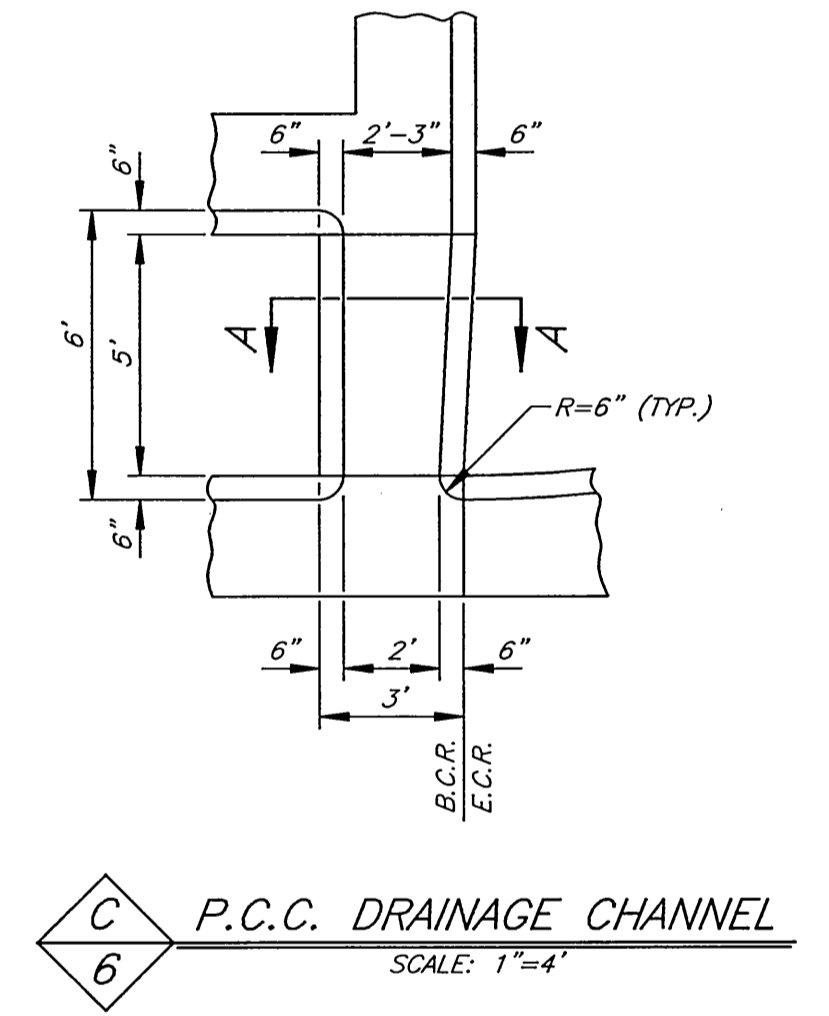 6" 2'-3" 6"
6"
6'
5'
A A
R=6" (TYP.)
6"
6" 2' 6"
3'
B.C.R.
E.C.R.
C
6
P.C.C. DRAINAGE CHANNEL
SCALE: 1"=4'